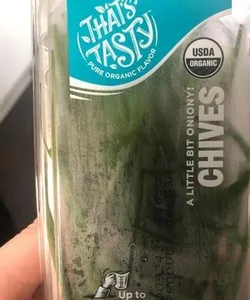 THAT'S
TASTY
PURE ORGANIC FLAVOR
USDA
ORGANIC
A LITTLE BIT ONIONY!
CHIVES
Up to